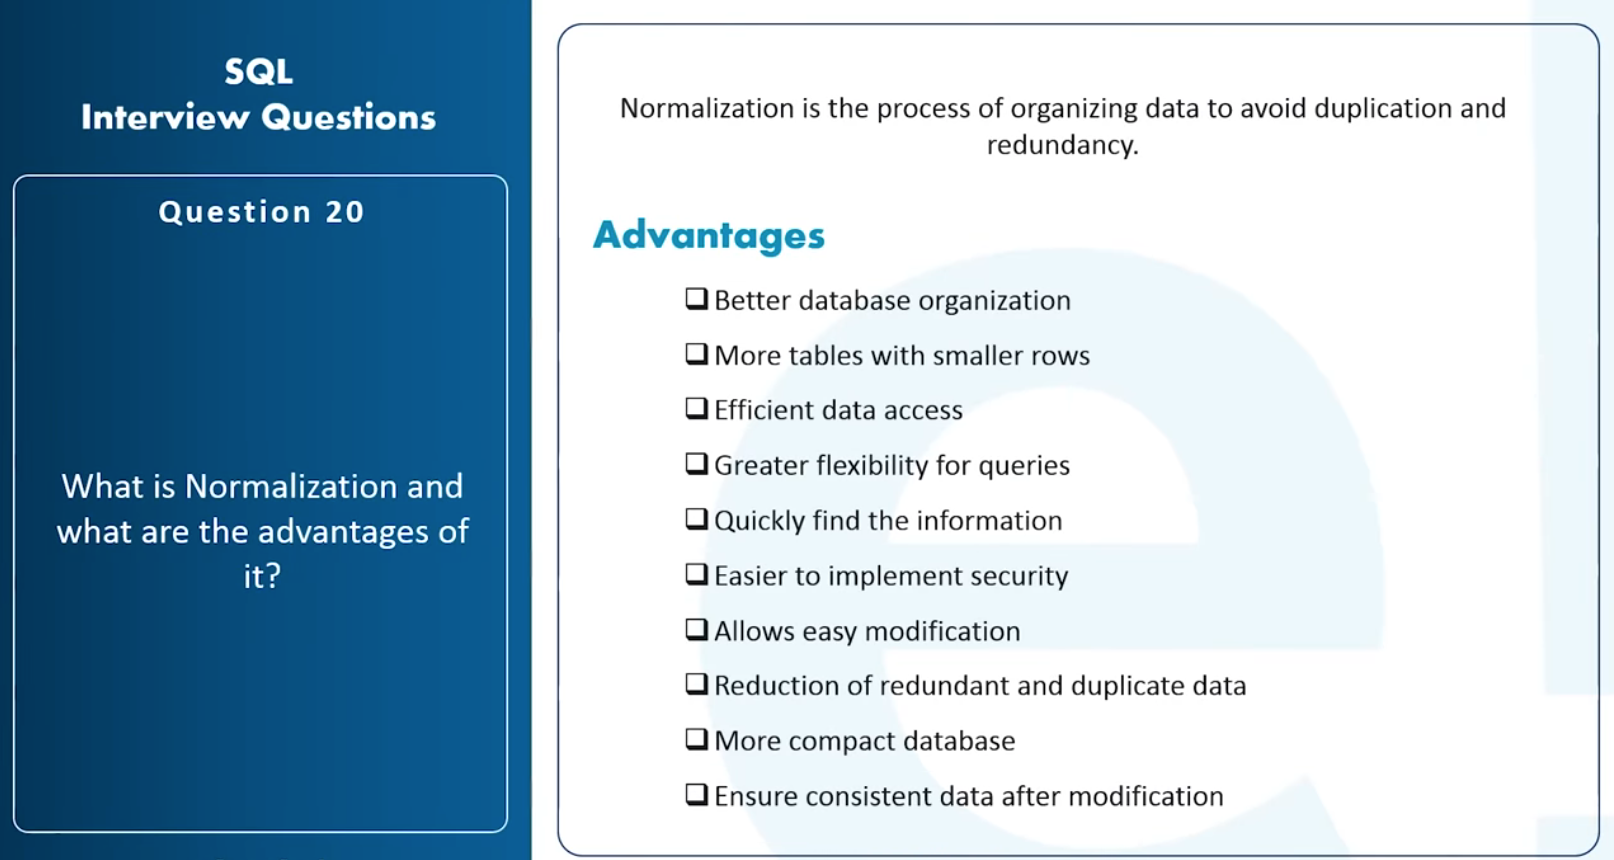 SQL
Interview Questions
Question 20
What is Normalization and
what are the advantages of
it?
Normalization is the process of organizing data to avoid duplication and
redundancy.
Advantages
❑ Better database organization
❑ More tables with smaller rows
❑ Efficient data access
❑ Greater flexibility for queries
❑ Quickly find the information
❑ Easier to implement security
❑ Allows easy modification
❑ Reduction of redundant and duplicate data
❑ More compact database
❑ Ensure consistent data after modification